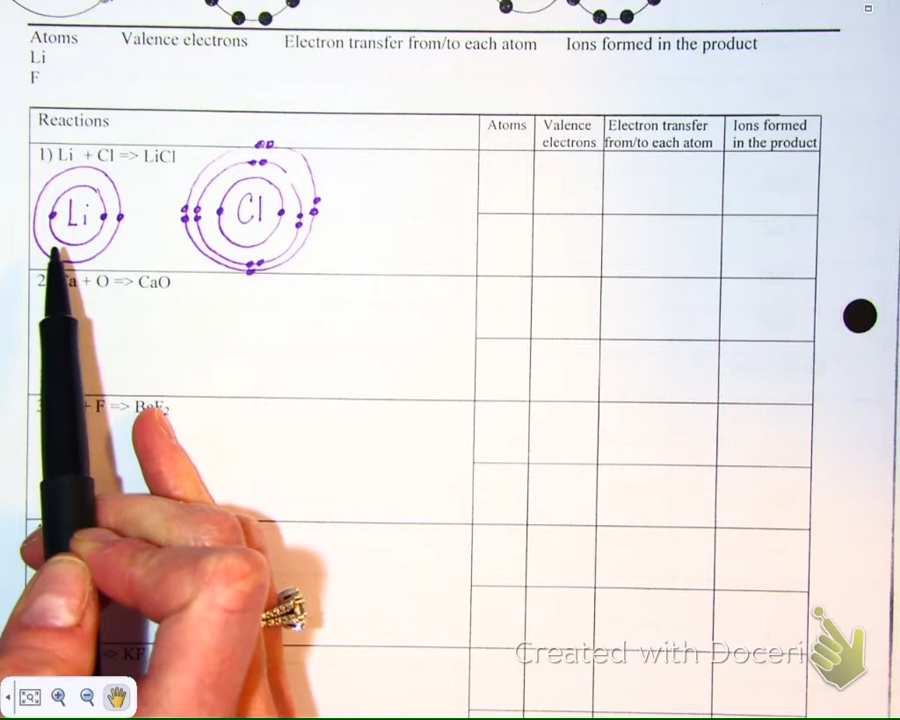 Atoms Valence electrons Electron transfer from/to each atom Ions formed in the product
Li
F
Reactions Atoms Valence electrons Electron transfer from/to each atom Ions formed in the product
1) Li + Cl => LiCl
Li Cl
2 a + O => CaO
+ F => BeF₂
=> KF
Created with Doceri